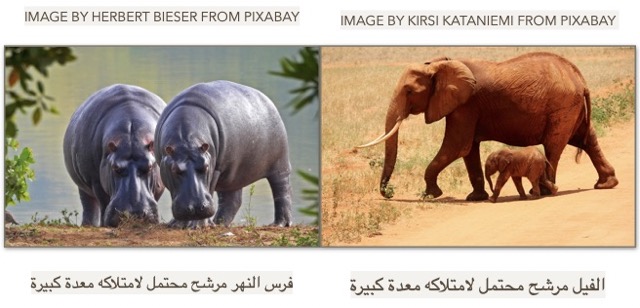 IMAGE BY HERBERT BIESER FROM PIXABAY
IMAGE BY KIRSI KATANIEMI FROM PIXABAY
فرس النهر مرشح محتمل لامتلاكه معدة كبيرة
الفيل مرشح محتمل لامتلاكه معدة كبيرة